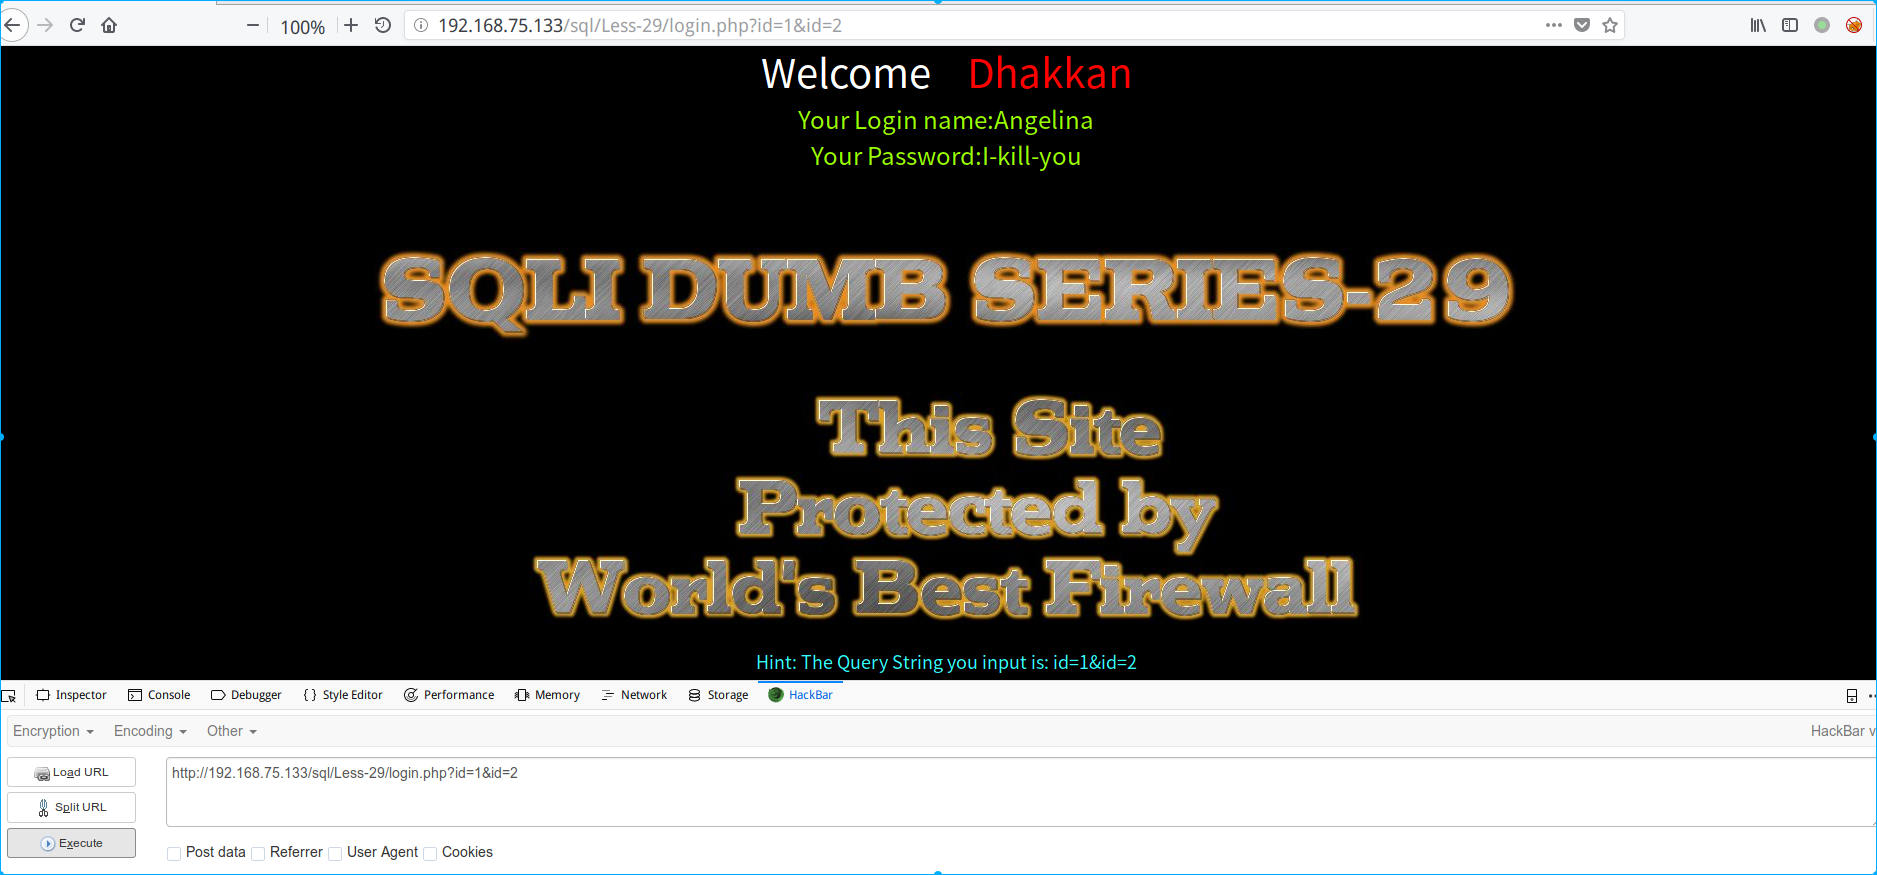 100%
192.168.75.133/sql/Less-29/login.php?id=1&id=2
Welcome Dhakkan
Your Login name:Angelina
Your Password:I-kill-you
SQLI DUMB SERIES-29
This Site
Protected by
World's Best Firewall
Hint: The Query String you input is: id=1&id=2
Inspector Console Debugger Style Editor Performance Memory Network Storage HackBar
Encryption Encoding Other HackBar v
Load URL http://192.168.75.133/sql/Less-29/login.php?id=1&id=2
Split URL
Execute
Post data Referrer User Agent Cookies